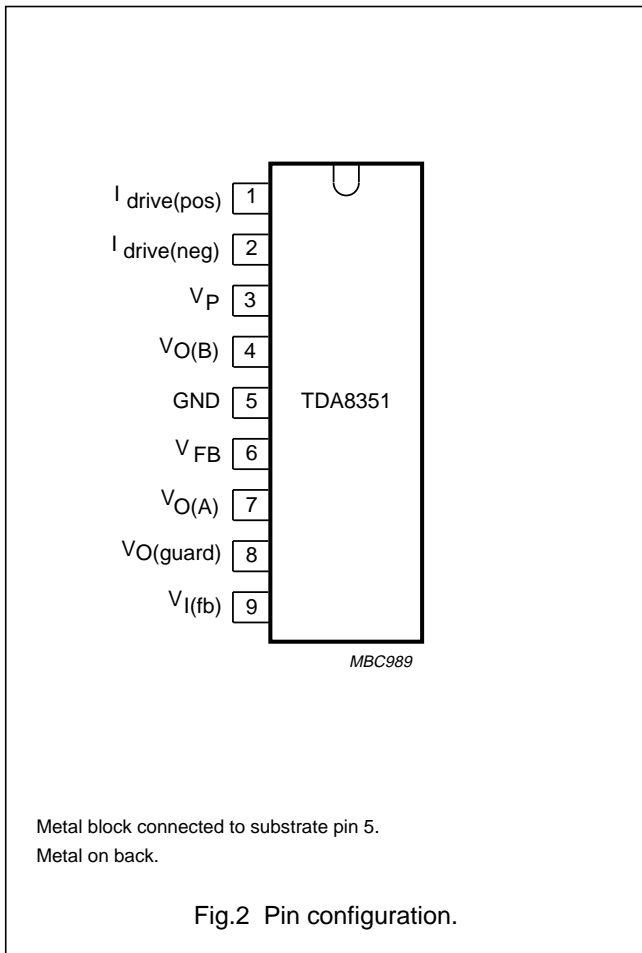 I drive(pos) 1
I drive(neg) 2
VP 3
VO(B) 4
GND 5 TDA8351
VFB 6
VO(A) 7
VO(guard) 8
VI(fb) 9
MBC989
Metal block connected to substrate pin 5.
Metal on back.
Fig.2 Pin configuration.